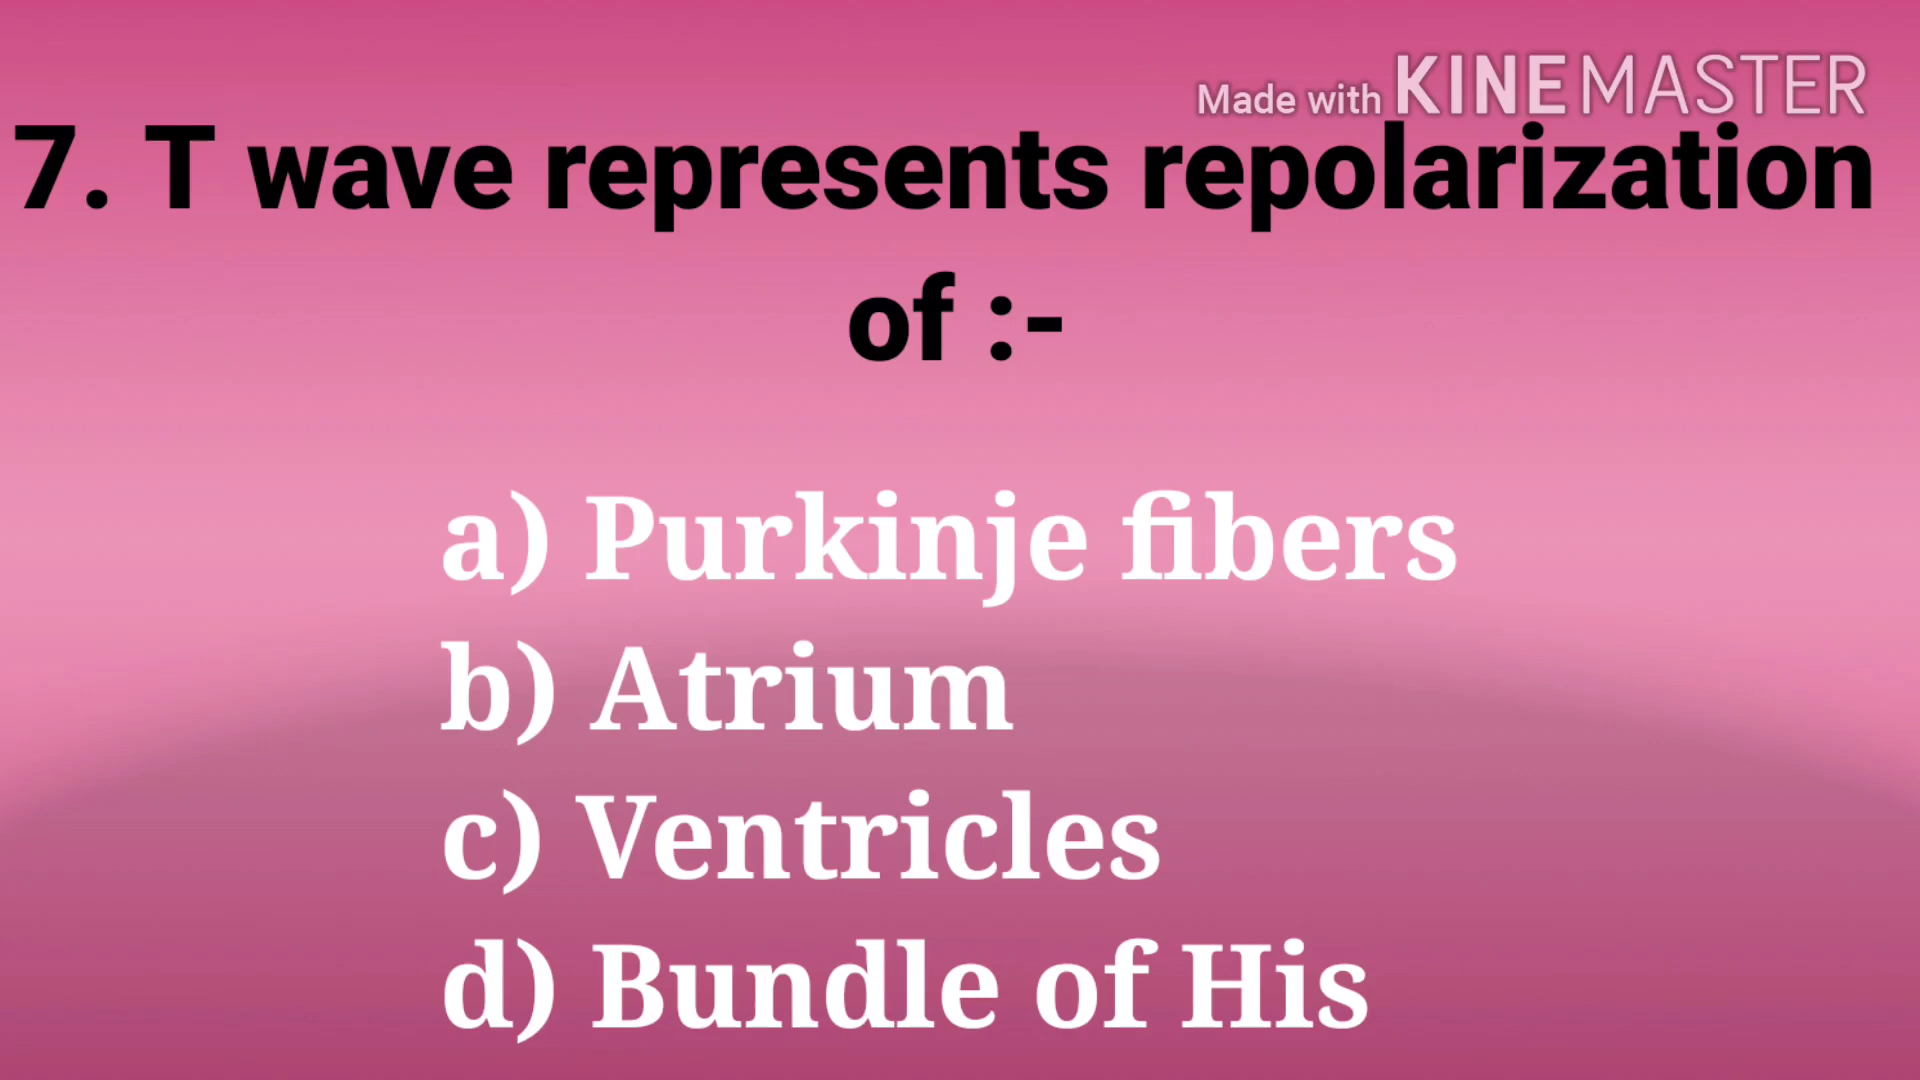 Made with KINEMASTER
7. T wave represents repolarization
of :-
a) Purkinje fibers
b) Atrium
c) Ventricles
d) Bundle of His